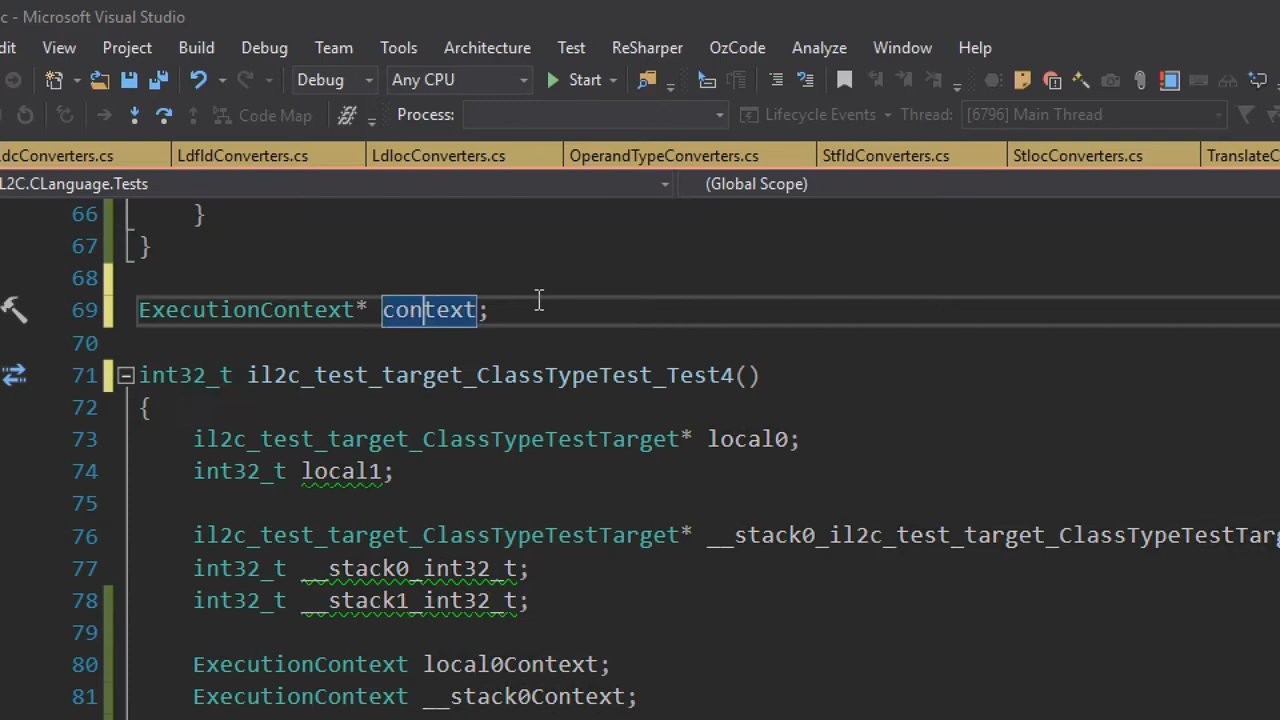 c - Microsoft Visual Studio
dit View Project Build Debug Team Tools Architecture Test ReSharper OzCode Analyze Window Help
Debug Any CPU Start
Code Map Process: Lifecycle Events Thread: [6796] Main Thread
dcConverters.cs LdfldConverters.cs LdlocConverters.cs OperandTypeConverters.cs StfldConverters.cs StlocConverters.cs TranslateC
L2C.CLanguage.Tests (Global Scope)
66 }
67 }
68
69 ExecutionContext* context;
70
71 int32_t il2c_test_target_ClassTypeTest_Test4()
72 {
73 il2c_test_target_ClassTypeTestTarget* local0;
74 int32_t local1;
75
76 il2c_test_target_ClassTypeTestTarget* __stack0_il2c_test_target_ClassTypeTestTarg
77 int32_t __stack0_int32_t;
78 int32_t __stack1_int32_t;
79
80 ExecutionContext local0Context;
81 ExecutionContext __stack0Context;